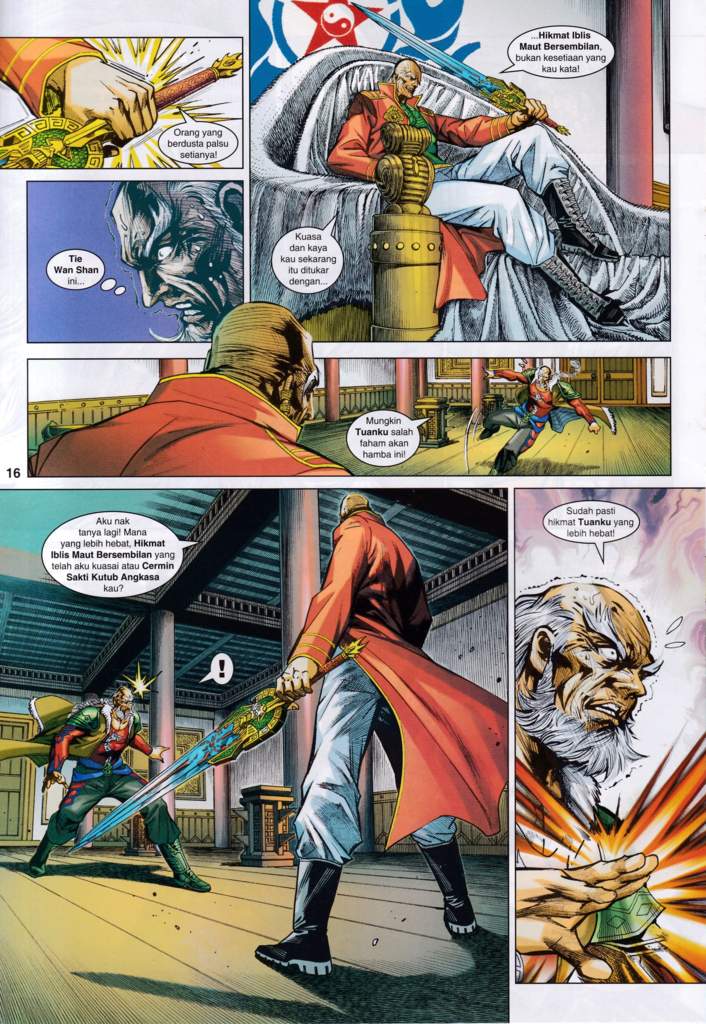 Orang yang
berdusta palsu
setianya!
...Hikmat Iblis
Maut Bersembilan,
bukan kesetiaan yang
kau kata!
Kuasa
dan kaya
kau sekarang
itu ditukar
dengan...
Tie
Wan Shan
ini...
Mungkin
Tuanku salah
faham akan
hamba ini!
16
Aku nak
tanya lagi! Mana
yang lebih hebat, Hikmat
Iblis Maut Bersembilan yang
telah aku kuasai atau Cermin
Sakti Kutub Angkasa
kau?
!
Sudah pasti
hikmat Tuanku yang
lebih hebat!